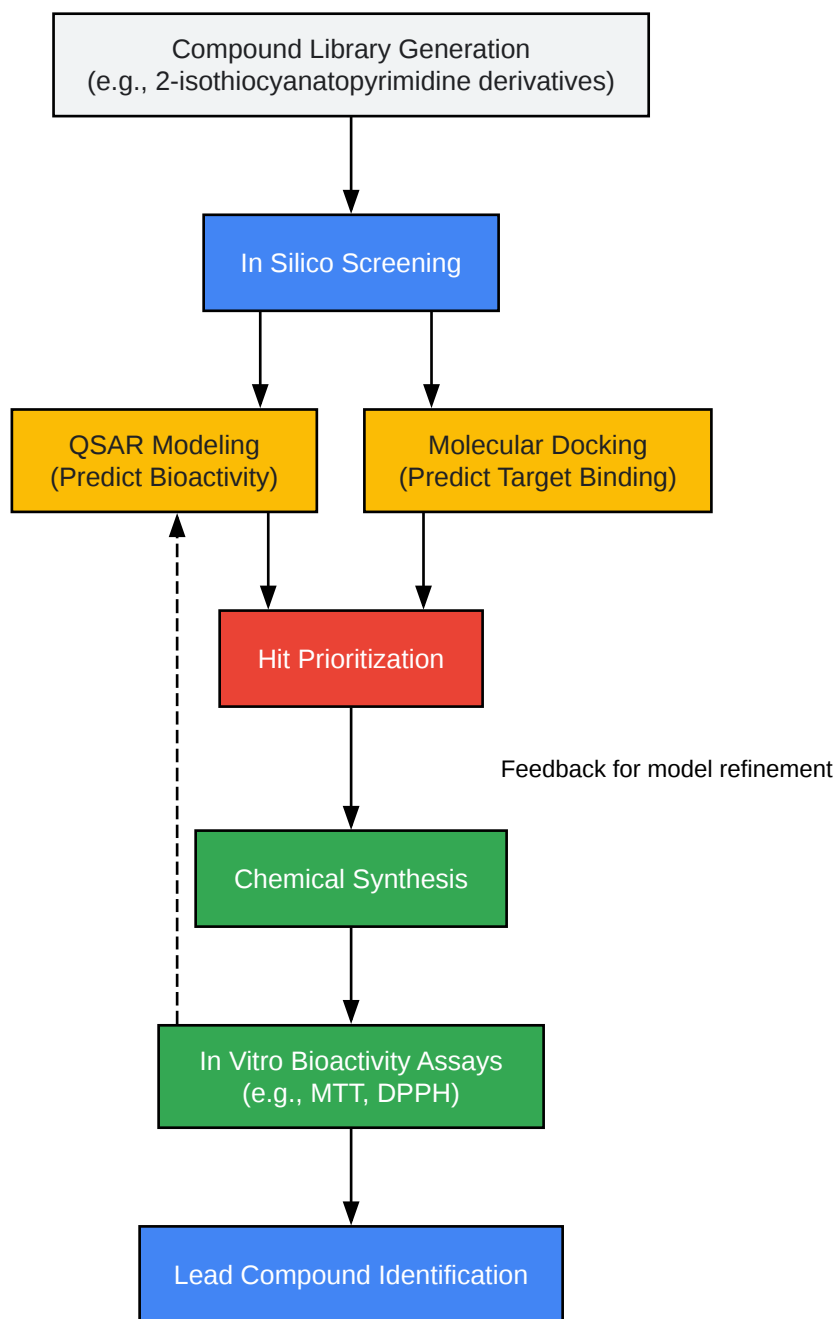 Compound Library Generation
(e.g., 2-isothiocyanatopyrimidine derivatives)
In Silico Screening
QSAR Modeling
(Predict Bioactivity)
Molecular Docking
(Predict Target Binding)
Hit Prioritization
Feedback for model refinement
Chemical Synthesis
In Vitro Bioactivity Assays
(e.g., MTT, DPPH)
Lead Compound Identification